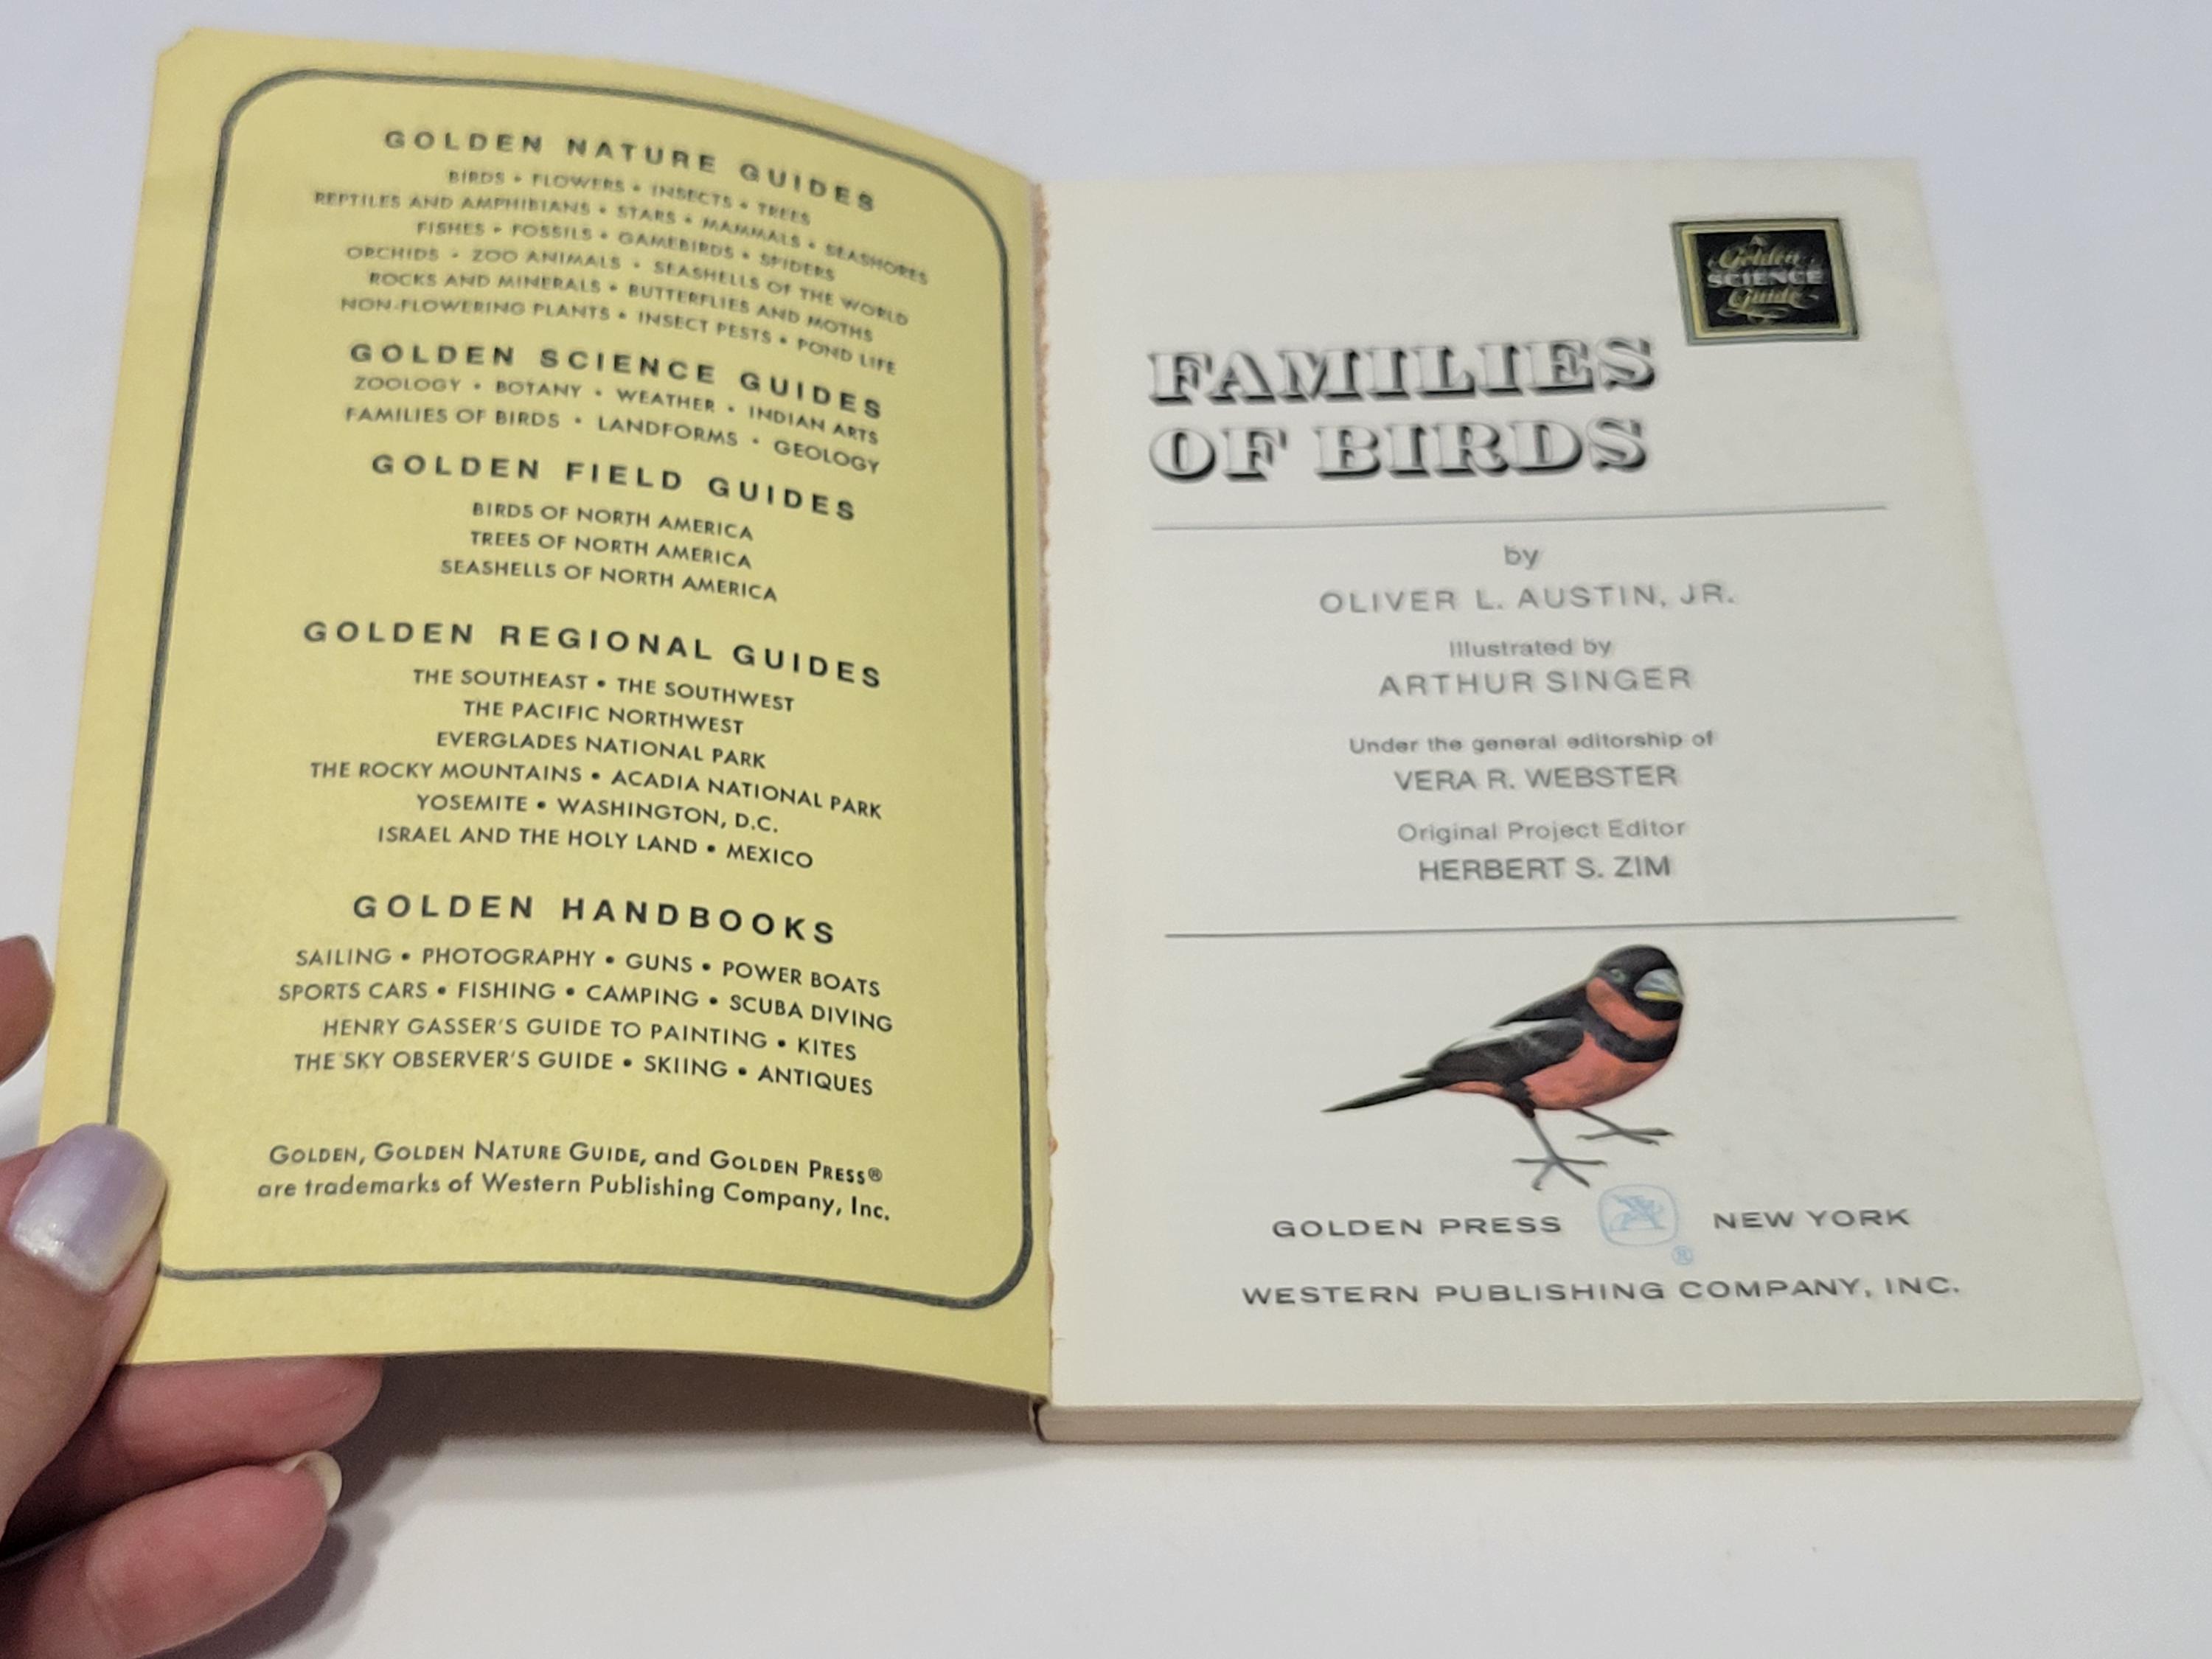 GOLDEN NATURE GUIDES
BIRDS • FLOWERS • INSECTS • TREES
REPTILES AND AMPHIBIANS • STARS • MAMMALS • SEASHORES
FISHES • FOSSILS • GAMEBIRDS • SPIDERS
ORCHIDS • ZOO ANIMALS • SEASHELLS OF THE WORLD
ROCKS AND MINERALS • BUTTERFLIES AND MOTHS
NON-FLOWERING PLANTS • INSECT PESTS • POND LIFE
GOLDEN SCIENCE GUIDES
ZOOLOGY • BOTANY • WEATHER • INDIAN ARTS
FAMILIES OF BIRDS • LANDFORMS • GEOLOGY
GOLDEN FIELD GUIDES
BIRDS OF NORTH AMERICA
TREES OF NORTH AMERICA
SEASHELLS OF NORTH AMERICA
GOLDEN REGIONAL GUIDES
THE SOUTHEAST • THE SOUTHWEST
THE PACIFIC NORTHWEST
EVERGLADES NATIONAL PARK
THE ROCKY MOUNTAINS • ACADIA NATIONAL PARK
YOSEMITE • WASHINGTON, D.C.
ISRAEL AND THE HOLY LAND • MEXICO
GOLDEN HANDBOOKS
SAILING • PHOTOGRAPHY • GUNS • POWER BOATS
SPORTS CARS • FISHING • CAMPING • SCUBA DIVING
HENRY GASSER'S GUIDE TO PAINTING • KITES
THE SKY OBSERVER'S GUIDE • SKIING • ANTIQUES
GOLDEN, GOLDEN NATURE GUIDE, and GOLDEN PRESS®
are trademarks of Western Publishing Company, Inc.
A
Golden
SCIENCE
Guide
FAMILIES
OF BIRDS
by
OLIVER L. AUSTIN, JR.
Illustrated by
ARTHUR SINGER
Under the general editorship of
VERA R. WEBSTER
Original Project Editor
HERBERT S. ZIM
GOLDEN PRESS ® NEW YORK
WESTERN PUBLISHING COMPANY, INC.